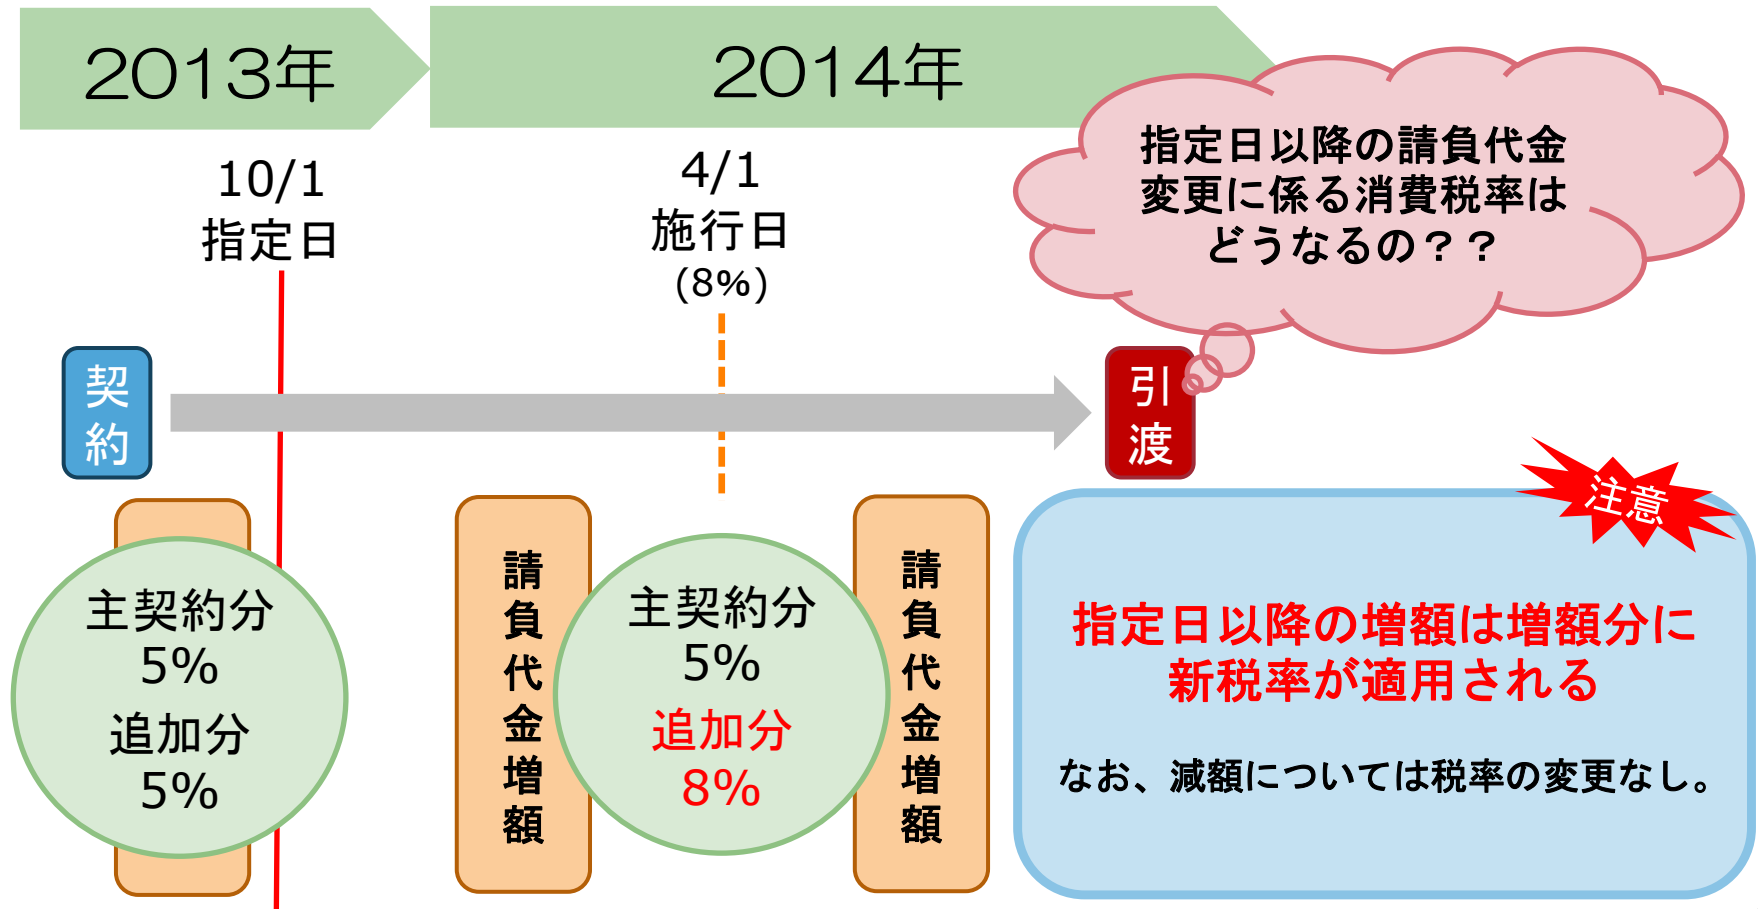 2013年
2014年
10/1
指定日
4/1
施行日
(8%)
指定日以降の請負代金
変更に係る消費税率は
どうなるの？？
契約
引渡
主契約分
5%
追加分
5%
請負代金増額
主契約分
5%
追加分
8%
請負代金増額
注意
指定日以降の増額は増額分に
新税率が適用される
なお、減額については税率の変更なし。